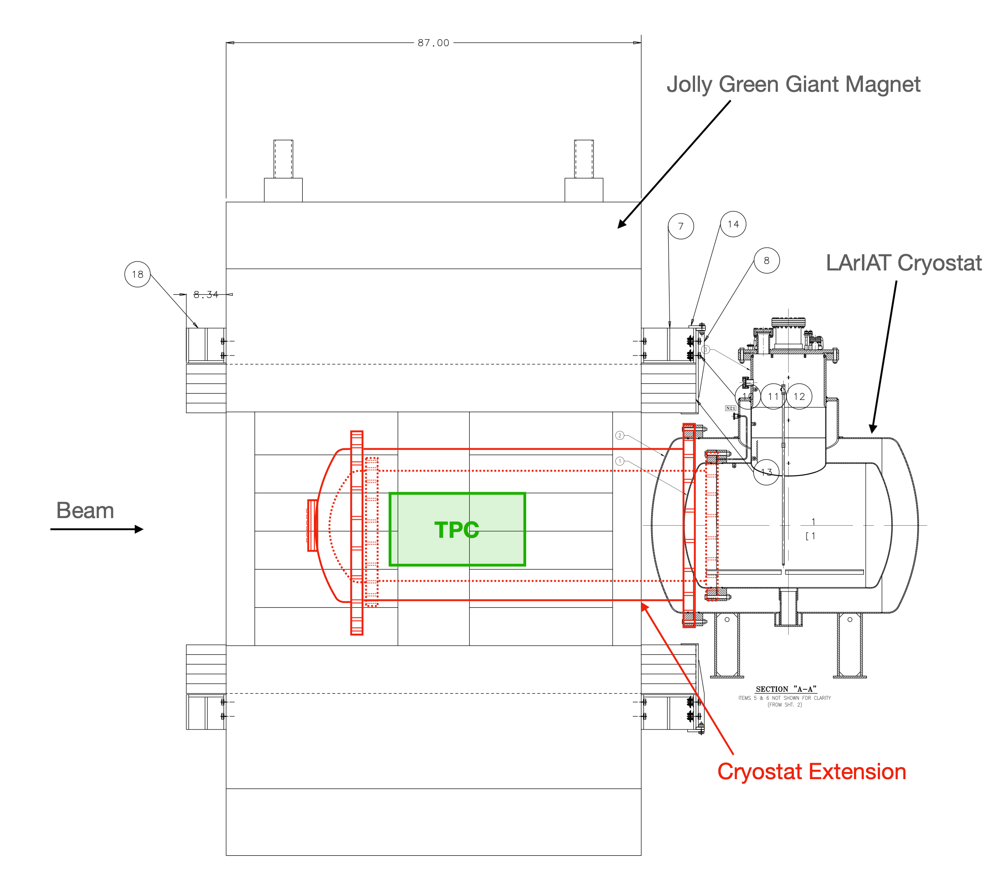 87.00
Jolly Green Giant Magnet
7
14
8
LArIAT Cryostat
18
8.34
3
10
11
12
N21
2
1
13
Beam
TPC
1
[1
SECTION "A-A"
ITEMS 5 & 6 NOT SHOWN FOR CLARITY
(FROM SHT. 2)
Cryostat Extension